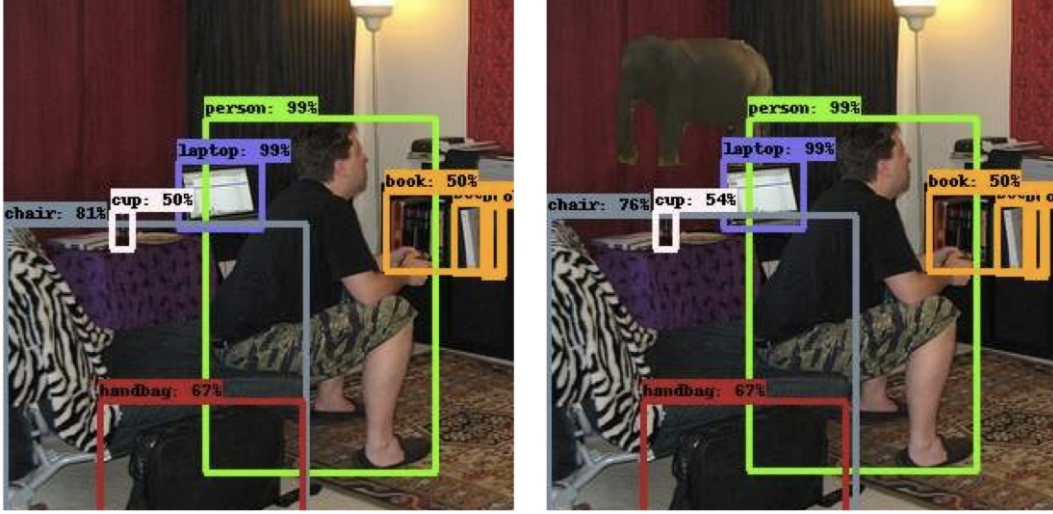 person: 99%
laptop: 99%
book: 50%
cup: 50%
chair: 81%
handbag: 67%
person: 99%
laptop: 99%
book: 50%
chair: 76%
cup: 54%
handbag: 67%